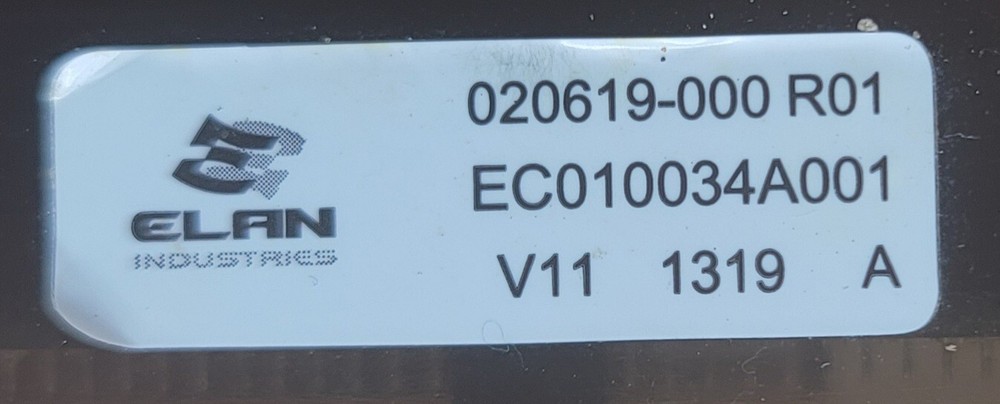 020619-000 R01
EC010034A001
V11 1319 A
ELAN
INDUSTRIES